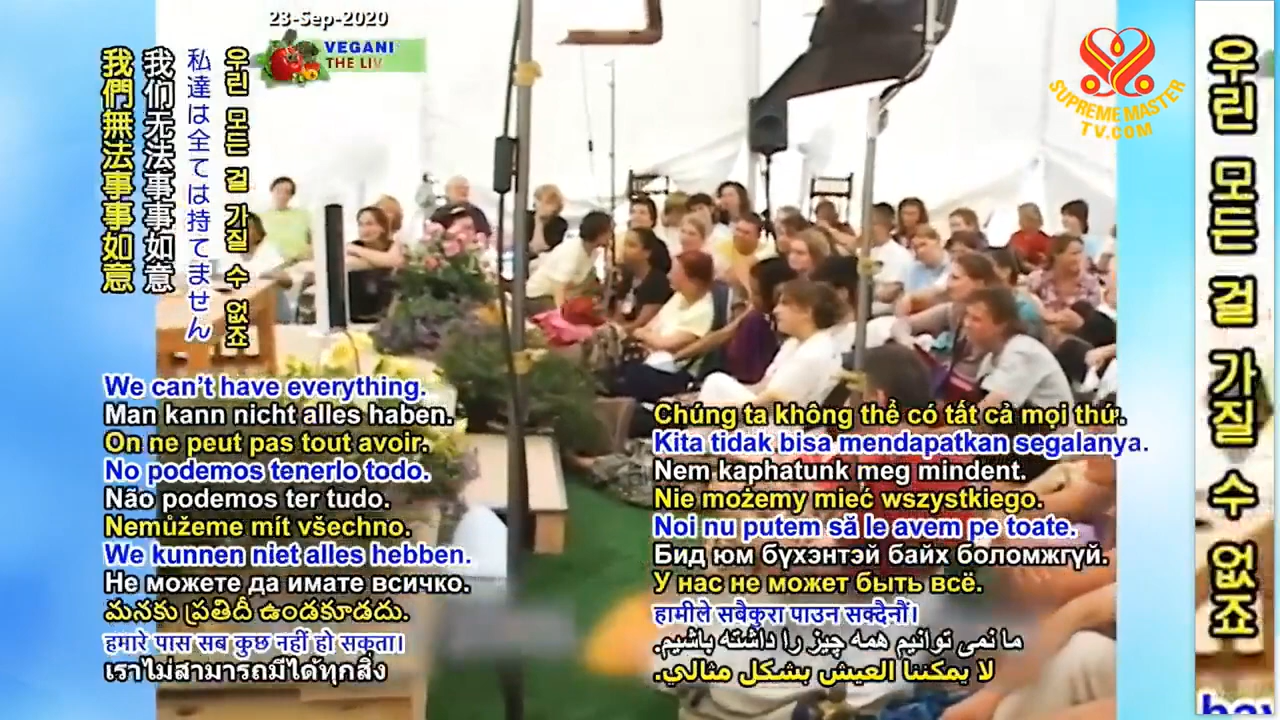 23-Sep-2020
VEGANI
THE LIV
SUPREME MASTER
TV.COM
우린 모든 걸 가질 수 없죠
私達は全ては持てません
我们无法事事如意
我們無法事事如意
We can't have everything.
Man kann nicht alles haben.
On ne peut pas tout avoir.
No podemos tenerlo todo.
Não podemos ter tudo.
Nemůžeme mít všechno.
We kunnen niet alles hebben.
Не можете да имате всичко.
మనకు ప్రతిదీ ఉండకూడదు.
हमारे पास सब कुछ नहीं हो सकता।
เราไม่สามารถมีได้ทุกสิ่ง
Chúng ta không thể có tất cả mọi thứ.
Kita tidak bisa mendapatkan segalanya.
Nem kaphatunk meg mindent.
Nie możemy mieć wszystkiego.
Noi nu putem să le avem pe toate.
Бид юм бүхэнтэй байх боломжгүй.
У нас не может быть всё.
हामीले सबैकुरा पाउन सक्दैनौं।
ما نمی توانیم همه چیز را داشته باشیم.
لا يمكننا العيش بشكل مثالي.
우린 모든 걸 가질 수 없죠